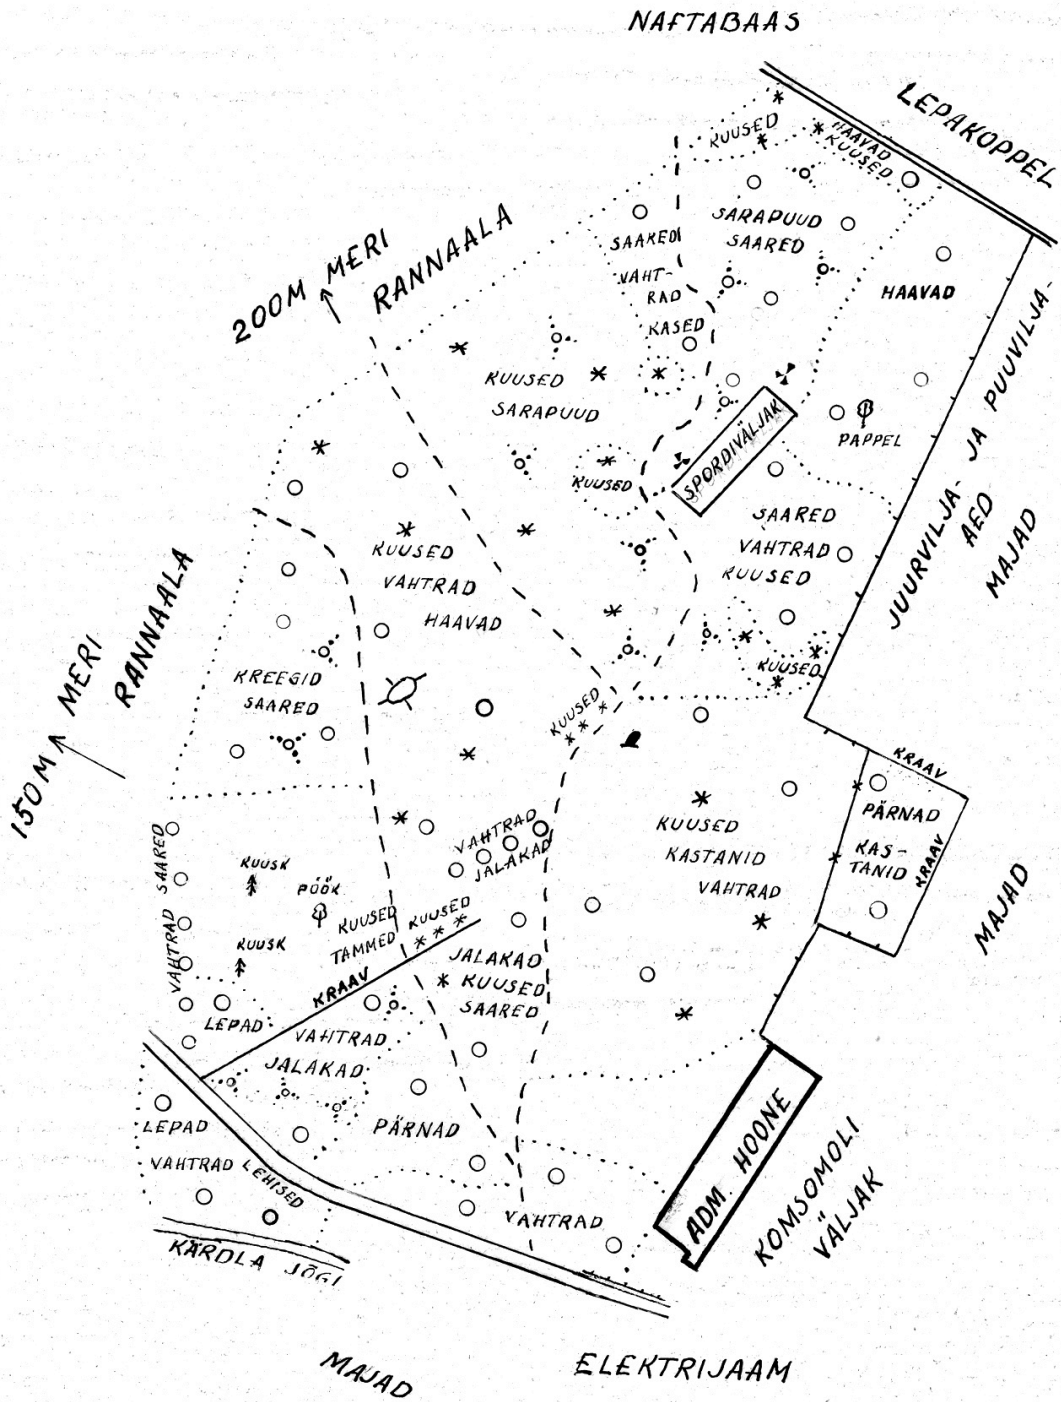 NAFTABAAS
LEPAKOPPEL
KUUSED
HAAVAD
KUUSED
SARAPUUD
SAARED
SAARED
VAHT-
RAD
KASED
HAAVAD
200M MERI
RANNAALA
KUUSED
SARAPUUD
KUUSED
SPORDIVÄLJAK
PAPPEL
JUURVILJA- JA PUUVILJA-
AED
MAJAD
SAARED
VAHTRAD
KUUSED
KUUSED
KUUSED
VAHTRAD
HAAVAD
150M MERI
RANNAALA
KREEGID
SAARED
KUUSED
KRAAV
PÄRNAD
KAS-
TANID
KRAAV
MAJAD
KUUSED
KASTANID
VAHTRAD
VAHTRAD
JALAKAD
VAHTRAD SAARED
KUUSK
PÖÖK
KUUSK
KUUSED
TAMMED
KUUSED
KRAAV
JALAKAD
KUUSED
SAARED
LEPAD
VAHTRAD
JALAKAD
PÄRNAD
LEPAD
VAHTRAD LEHISED
KÄRDLA JÕGI
VAHTRAD
ADM. HOONE
KOMSOMOLI
VÄLJAK
MAJAD
ELEKTRIJAAM